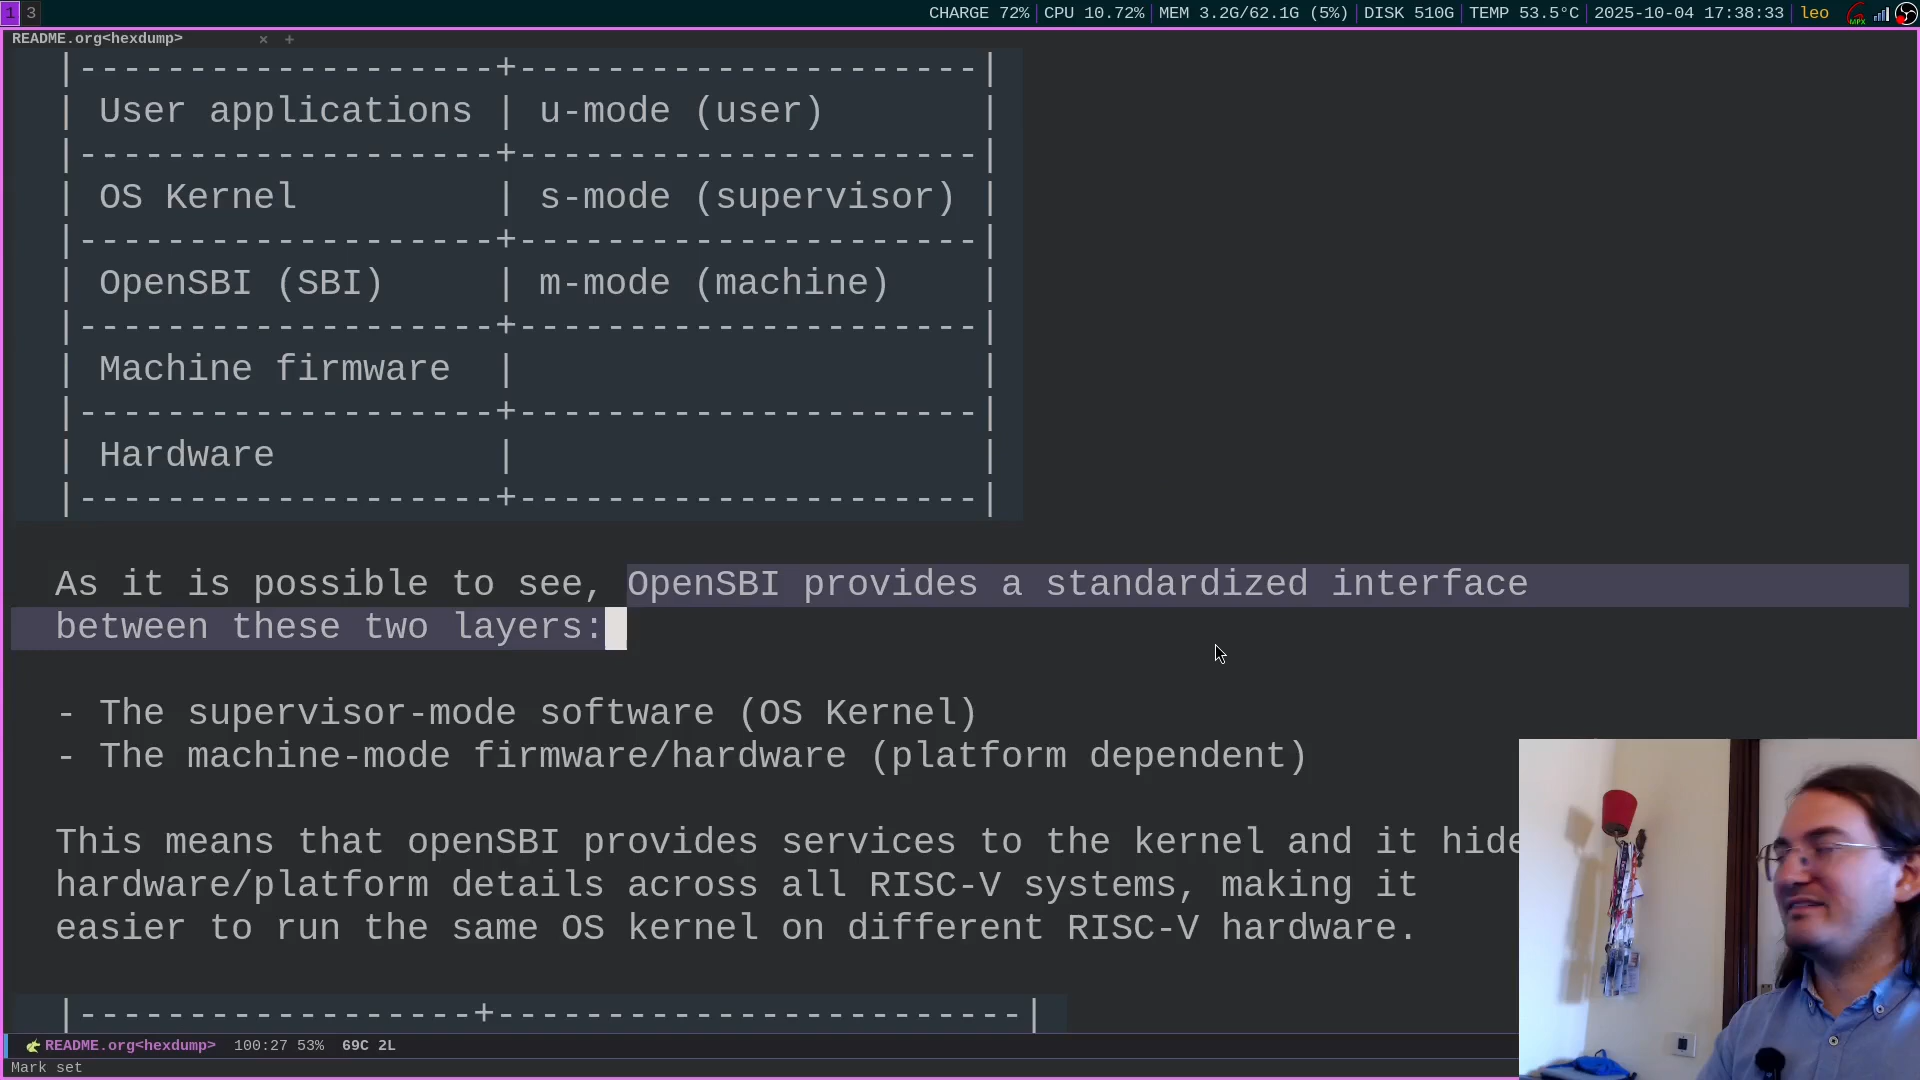 1 3 CHARGE 72% CPU 10.72% MEM 3.2G/62.1G (5%) DISK 510G TEMP 53.5°C 2025-10-04 17:38:33 leo
README.org<hexdump> × +
|-------------------+---------------------|
| User applications | u-mode (user) |
|-------------------+---------------------|
| OS Kernel | s-mode (supervisor) |
|-------------------+---------------------|
| OpenSBI (SBI) | m-mode (machine) |
|-------------------+---------------------|
| Machine firmware | |
|-------------------+---------------------|
| Hardware | |
|-------------------+---------------------|
As it is possible to see, OpenSBI provides a standardized interface
between these two layers:
- The supervisor-mode software (OS Kernel)
- The machine-mode firmware/hardware (platform dependent)
This means that openSBI provides services to the kernel and it hide
hardware/platform details across all RISC-V systems, making it
easier to run the same OS kernel on different RISC-V hardware.
|------------------+------------------------|
README.org<hexdump> 100:27 53% 69C 2L
Mark set